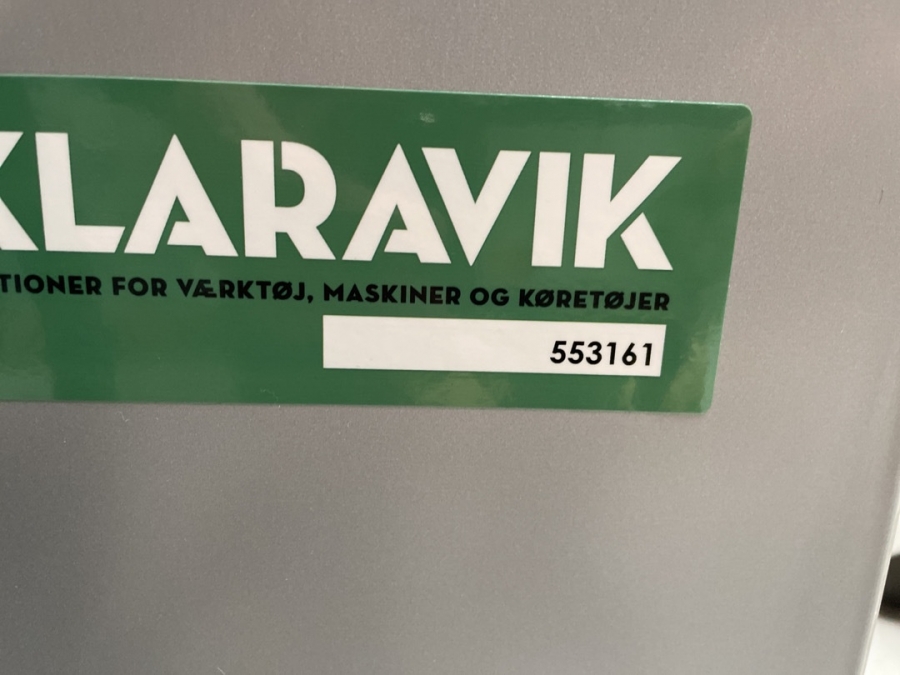 KLARAVIK
TIONER FOR VÆRKTØJ, MASKINER OG KØRETØJER
553161